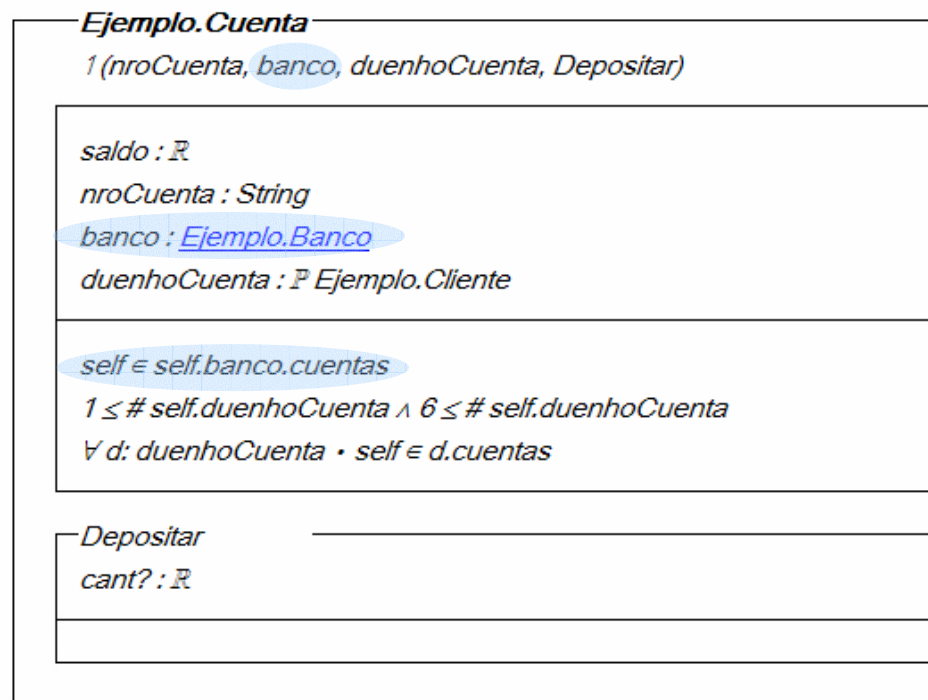 Ejemplo.Cuenta
1(nroCuenta, banco, duenhoCuenta, Depositar)
saldo : ℝ
nroCuenta : String
banco : Ejemplo.Banco
duenhoCuenta : ℙ Ejemplo.Cliente
self ∈ self.banco.cuentas
1 ≤ # self.duenhoCuenta ∧ 6 ≤ # self.duenhoCuenta
∀ d: duenhoCuenta • self ∈ d.cuentas
Depositar
cant? : ℝ